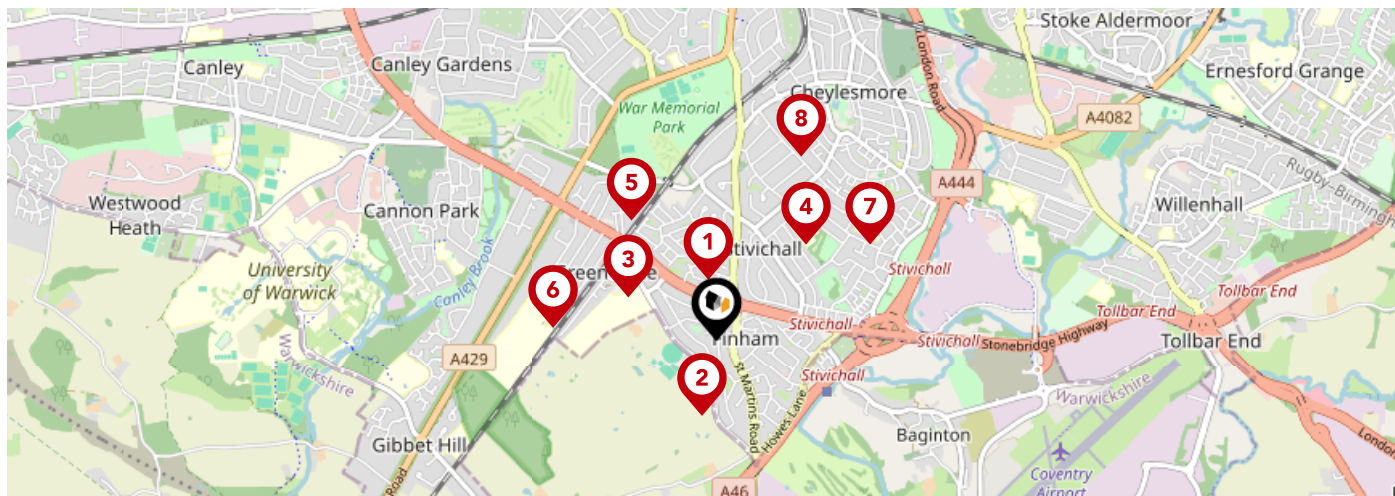 Stoke Aldermoor
Canley
Canley Gardens
Ernesford Grange
Cheylesmore
London Road
War Memorial
Park
8
A4082
Rugby-Birmingh
5
A444
Westwood
Heath
Cannon Park
4
7
Willenhall
1
Stivichall
3
University
of Warwick
Canley Brook
6
Stivichall
Tollbar End
Tollbar End
Stivichall
Stivichall
Stonebridge Highway
Tollbar End
Finham
Warwickshire
A429
2
St Martins Road
Stivichall
Warwickshire
Howes Lane
Gibbet Hill
Baginton
London
Coventry
Airport
Road
A46